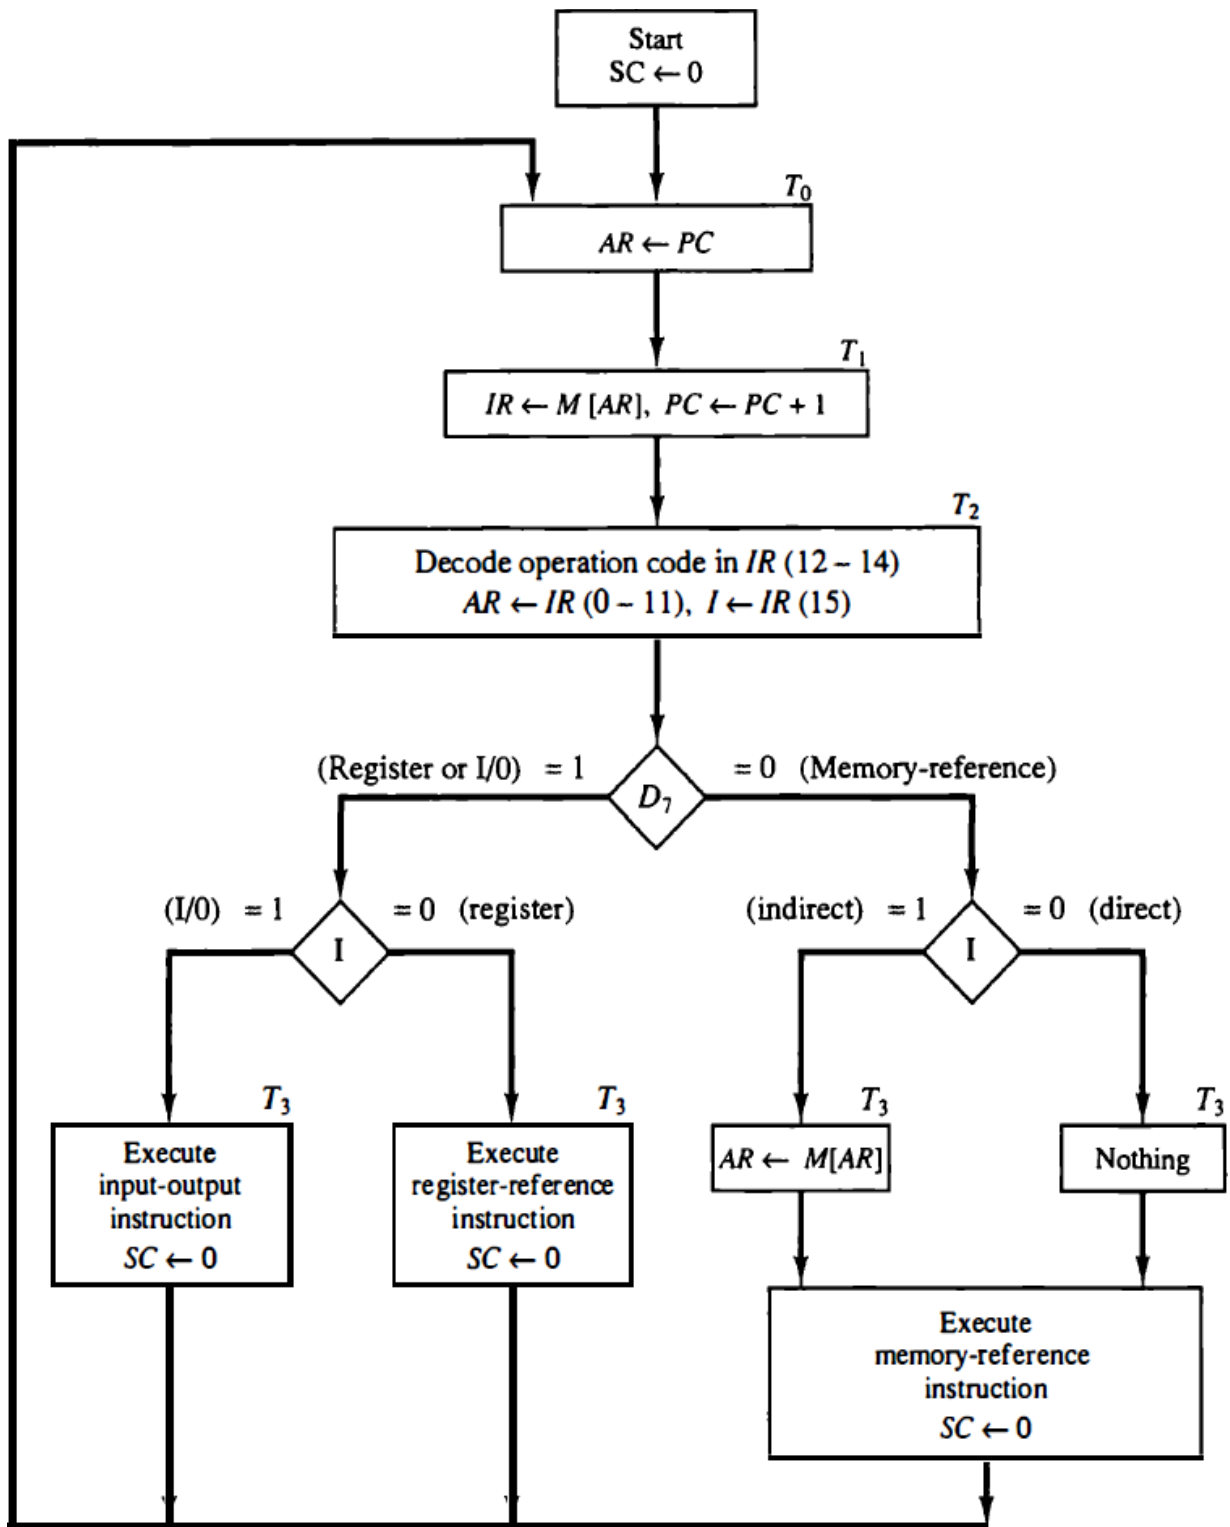 Start
SC ← 0
T₀
AR ← PC
T₁
IR ← M [AR], PC ← PC + 1
T₂
Decode operation code in IR (12 – 14)
AR ← IR (0 – 11), I ← IR (15)
(Register or I/0) = 1
= 0 (Memory-reference)
D₇
(I/0) = 1
= 0 (register)
(indirect) = 1
= 0 (direct)
I
I
T₃
T₃
T₃
T₃
Execute
input-output
instruction
SC ← 0
Execute
register-reference
instruction
SC ← 0
AR ← M[AR]
Nothing
Execute
memory-reference
instruction
SC ← 0